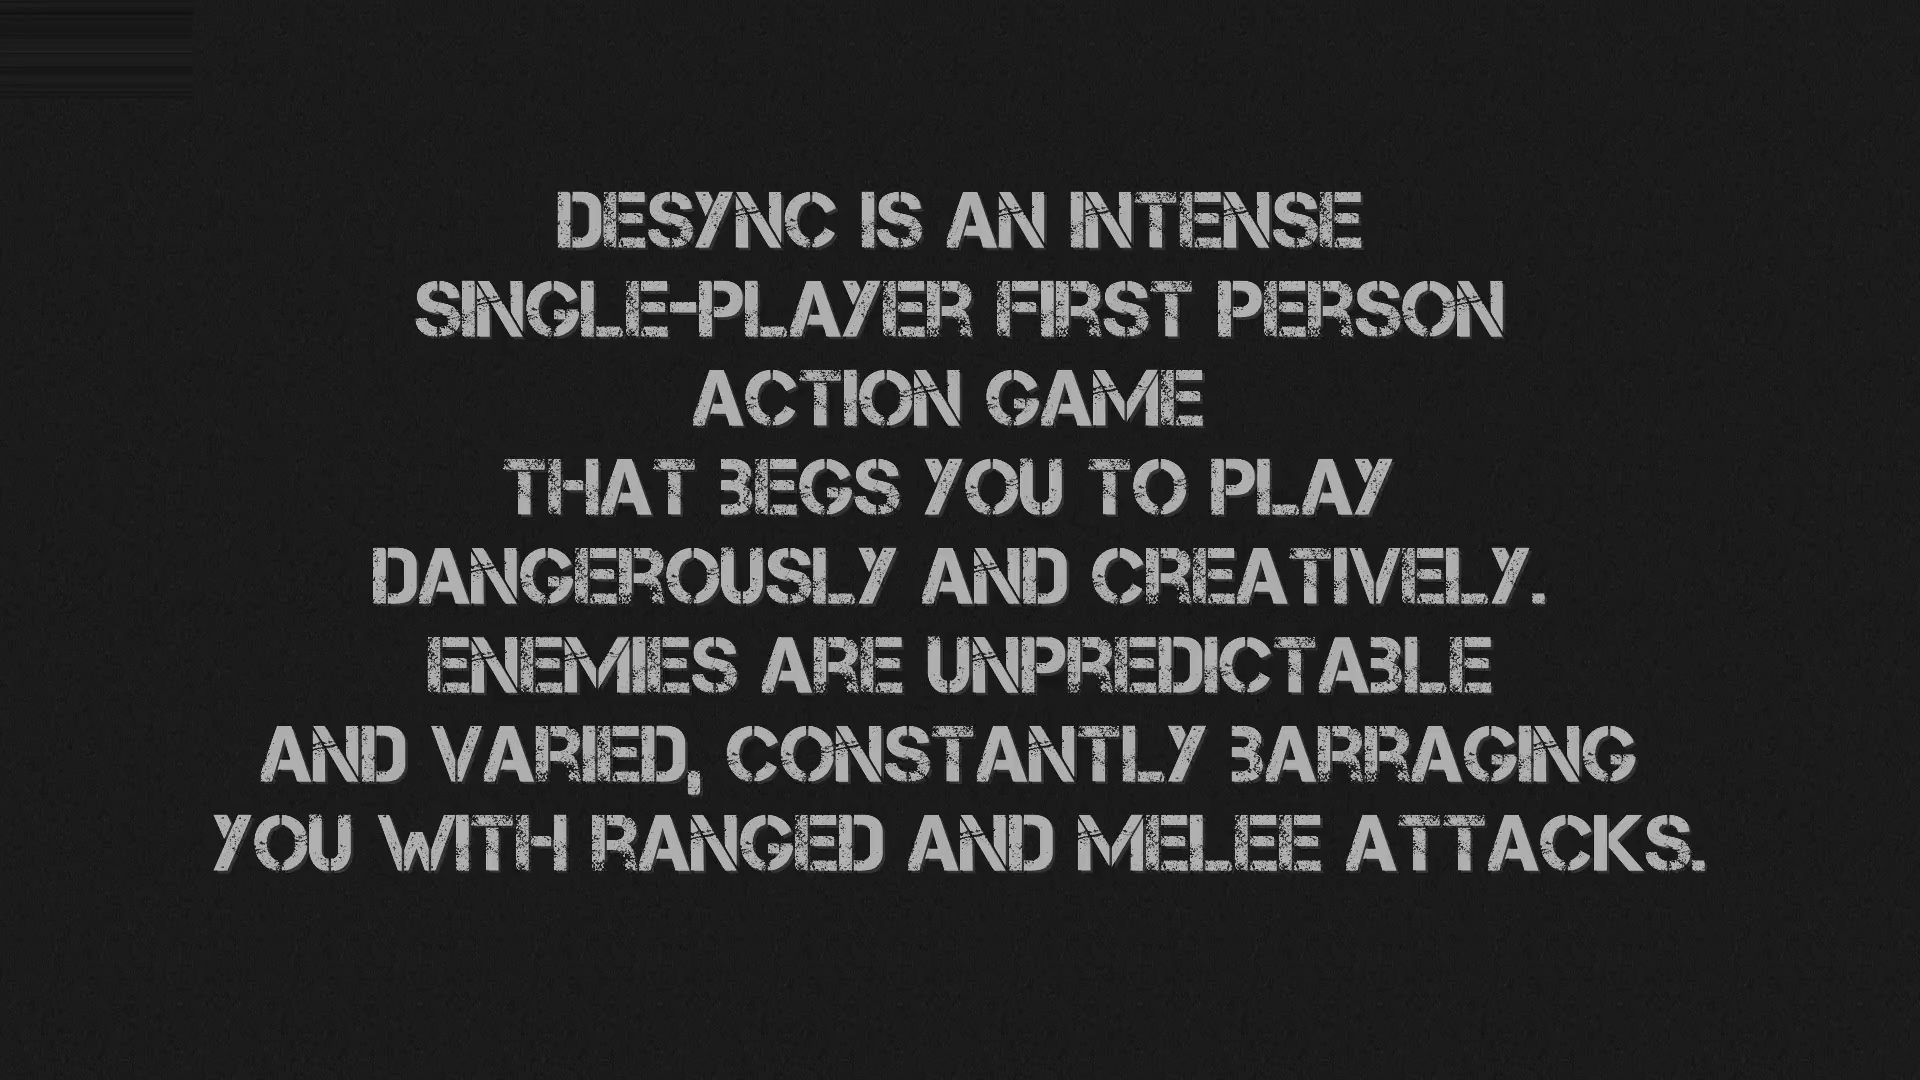 DESYNC IS AN INTENSE
SINGLE-PLAYER FIRST PERSON
ACTION GAME
THAT BEGS YOU TO PLAY
DANGEROUSLY AND CREATIVELY.
ENEMIES ARE UNPREDICTABLE
AND VARIED, CONSTANTLY BARRAGING
YOU WITH RANGED AND MELEE ATTACKS.